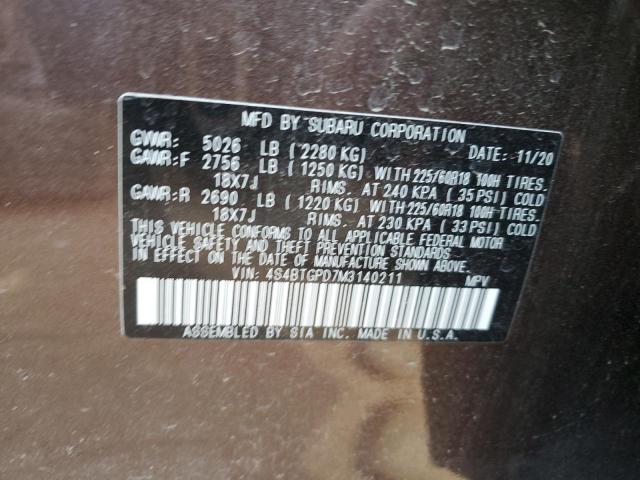 MFD BY SUBARU CORPORATION
GVWR: 5026 LB (2280 KG) DATE: 11/20
GAWR:F 2756 LB (1250 KG) WITH 225/60R18 100H TIRES.
18X7J RIMS. AT 240 KPA (35 PSI) COLD
GAWR:R 2690 LB (1220 KG) WITH 225/60R18 100H TIRES.
18X7J RIMS. AT 230 KPA (33 PSI) COLD
THIS VEHICLE CONFORMS TO ALL APPLICABLE FEDERAL MOTOR
VEHICLE SAFETY AND THEFT PREVENTION STANDARDS
IN EFFECT ON THE DATE OF MANUFACTURE SHOWN ABOVE.
VIN: 4S4BTGPD7M3140211 MPV
ASSEMBLED BY SIA INC. MADE IN U.S.A.